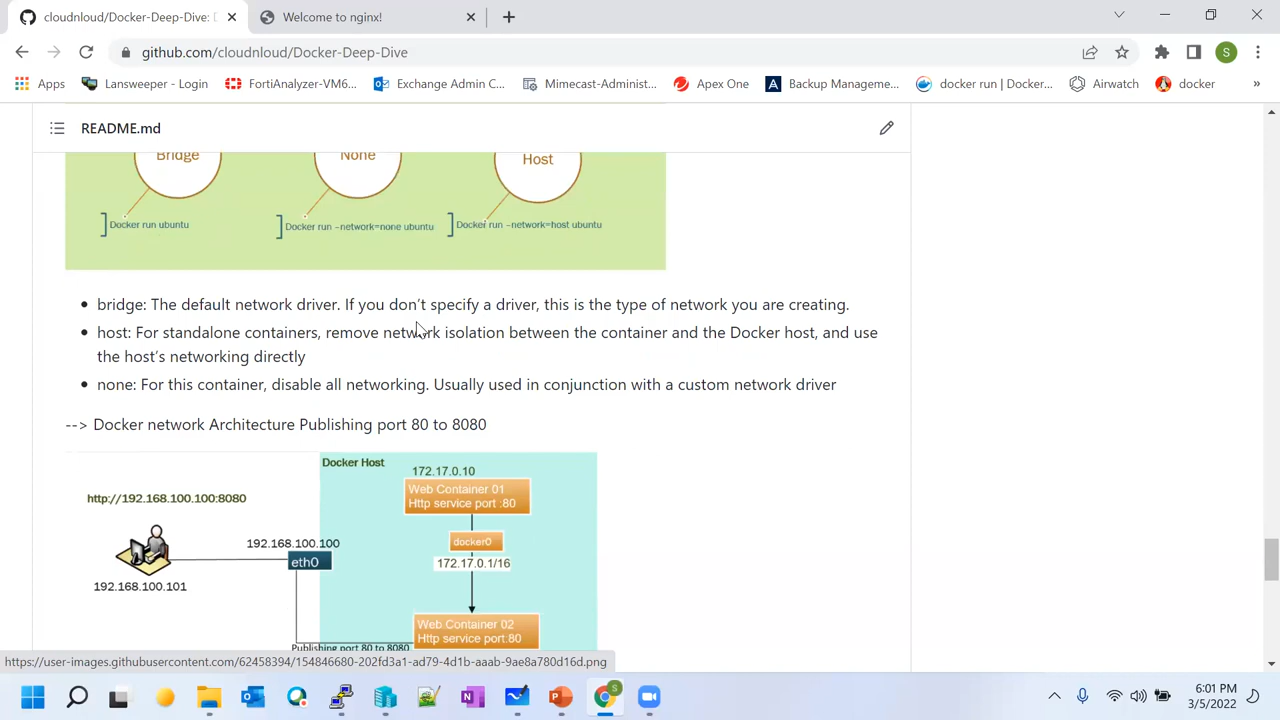 cloudnloud/Docker-Deep-Dive: D
Welcome to nginx!
github.com/cloudnloud/Docker-Deep-Dive
S
Apps
Lansweeper - Login
FortiAnalyzer-VM6...
Exchange Admin C...
Mimecast-Administ...
Apex One
Backup Manageme...
docker run | Docker...
Airwatch
docker
»
README.md
Bridge
None
Host
Docker run ubuntu
Docker run –network=none ubuntu
Docker run –network=host ubuntu
• bridge: The default network driver. If you don't specify a driver, this is the type of network you are creating.
• host: For standalone containers, remove network isolation between the container and the Docker host, and use
the host's networking directly
• none: For this container, disable all networking. Usually used in conjunction with a custom network driver
--> Docker network Architecture Publishing port 80 to 8080
Docker Host
172.17.0.10
Web Container 01
Http service port :80
http://192.168.100.100:8080
docker0
192.168.100.100
eth0
172.17.0.1/16
192.168.100.101
Web Container 02
Http service port:80
Publishing port 80 to 8080
https://user-images.githubusercontent.com/62458394/154846680-202fd3a1-ad79-4d1b-aaab-9ae8a780d16d.png
6:01 PM
3/5/2022